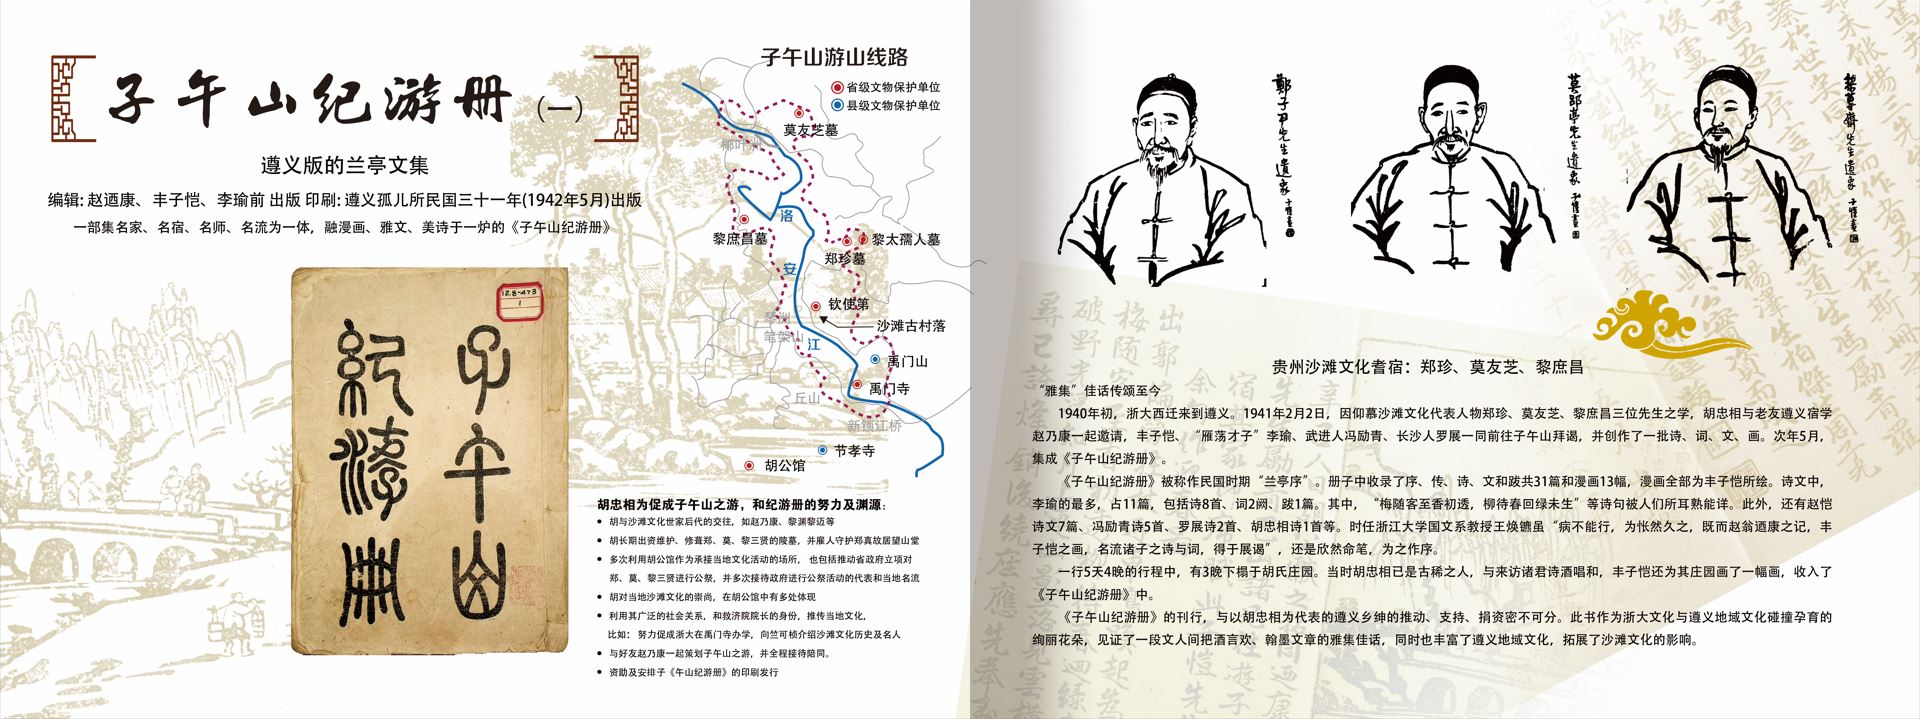 子午山纪游册(一)
遵义版的兰亭文集
编辑: 赵迺康、丰子恺、李瑜前 出版 印刷: 遵义孤儿所民国三十一年(1942年5月)出版
一部集名家、名宿、名师、名流为一体，融漫画、雅文、美诗于一炉的《子午山纪游册》
12.8-473
1
子午山
紀游冊
子午山游山线路
省级文物保护单位
县级文物保护单位
莫友芝墓
洛
黎庶昌墓
黎太孺人墓
郑珍墓
安
钦使第
琴洲
笔架山
沙滩古村落
江
禹门山
禹门寺
丘山
新锁江桥
节孝寺
胡公馆
胡忠相为促成子午山之游，和纪游册的努力及渊源：
• 胡与沙滩文化世家后代的交往，如赵乃康、黎渊黎迈等
• 胡长期出资维护、修葺郑、莫、黎三贤的陵墓，并雇人守护郑真故居望山堂
• 多次利用胡公馆作为承接当地文化活动的场所， 也包括推动省政府立项对
郑、莫、黎三贤进行公祭，并多次接待政府进行公祭活动的代表和当地名流
• 胡对当地沙滩文化的崇尚，在胡公馆中有多处体现
• 利用其广泛的社会关系，和救济院院长的身份，推传当地文化，
比如： 努力促成浙大在禹门寺办学，向竺可桢介绍沙滩文化历史及名人
• 与好友赵乃康一起策划子午山之游，并全程接待陪同。
• 资助及安排子《午山纪游册》的印刷发行
鄭子尹先生遺象 子愷畫
莫郘亭先生遺象 子愷畫
黎蓴齋先生遺象 子愷畫
贵州沙滩文化耆宿：郑珍、莫友芝、黎庶昌
“雅集”佳话传颂至今
1940年初，浙大西迁来到遵义。1941年2月2日，因仰慕沙滩文化代表人物郑珍、莫友芝、黎庶昌三位先生之学，胡忠相与老友遵义宿学
赵乃康一起邀请，丰子恺、“雁荡才子”李瑜、武进人冯励青、长沙人罗展一同前往子午山拜谒，并创作了一批诗、词、文、画。次年5月，
集成《子午山纪游册》。
《子午山纪游册》被称作民国时期“兰亭序”。册子中收录了序、传、诗、文和跋共31篇和漫画13幅，漫画全部为丰子恺所绘。诗文中，
李瑜的最多，占11篇，包括诗8首、词2阕、跋1篇。其中，“梅随客至香初透，柳待春回绿未生”等诗句被人们所耳熟能详。此外，还有赵恺
诗文7篇、冯励青诗5首、罗展诗2首、胡忠相诗1首等。时任浙江大学国文系教授王焕镳虽“病不能行，为怅然久之，既而赵翁迺康之记，丰
子恺之画，名流诸子之诗与词，得于展谒”，还是欣然命笔，为之作序。
一行5天4晚的行程中，有3晚下榻于胡氏庄园。当时胡忠相已是古稀之人，与来访诸君诗酒唱和，丰子恺还为其庄园画了一幅画，收入了
《子午山纪游册》中。
《子午山纪游册》的刊行，与以胡忠相为代表的遵义乡绅的推动、支持、捐资密不可分。此书作为浙大文化与遵义地域文化碰撞孕育的
绚丽花朵，见证了一段文人间把酒言欢、翰墨文章的雅集佳话，同时也丰富了遵义地域文化，拓展了沙滩文化的影响。